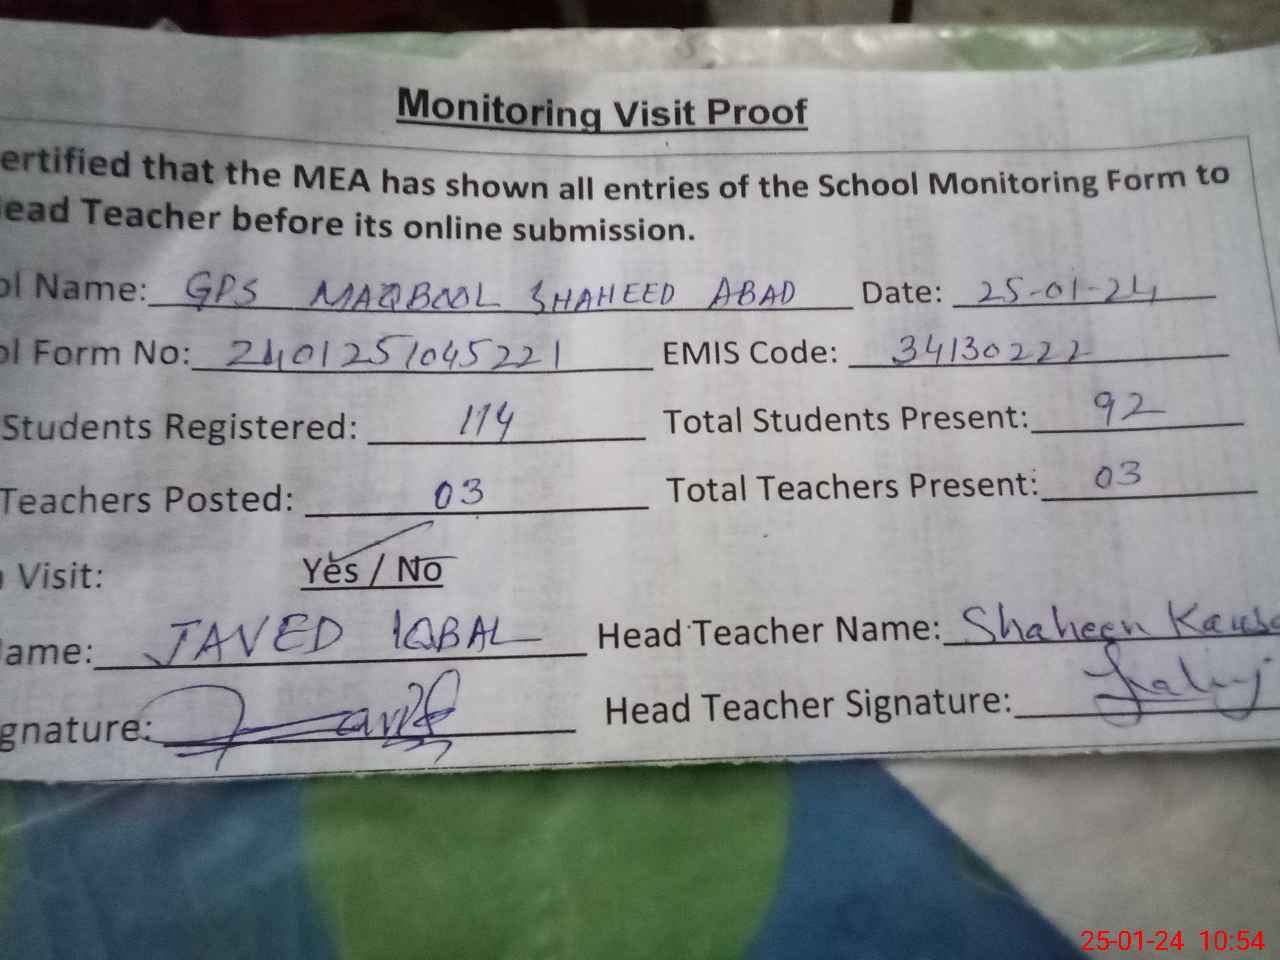 Monitoring Visit Proof
ertified that the MEA has shown all entries of the School Monitoring Form to
ead Teacher before its online submission.
ol Name: GPS MAQBOOL SHAHEED ABAD Date: 25-01-24
ol Form No: 2401251045221 EMIS Code: 34130222
Students Registered: 114 Total Students Present: 92
Teachers Posted: 03 Total Teachers Present: 03
Visit: Yes / No
ame: JAVED IQBAL Head Teacher Name: Shaheen Kaus
gnature: Head Teacher Signature:
25-01-24 10:54